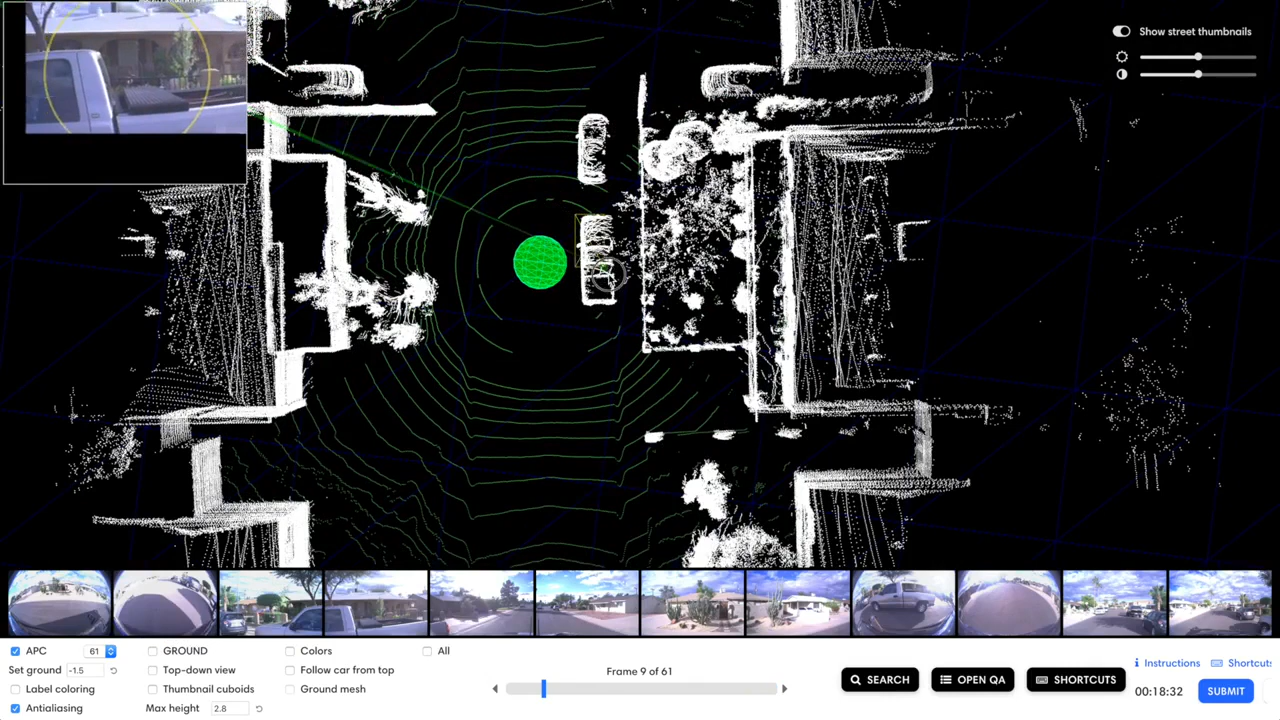 Show street thumbnails
APC
61
GROUND
Colors
All
Set ground
-1.5
Top-down view
Follow car from top
Label coloring
Thumbnail cuboids
Ground mesh
Antialiasing
Max height
2.8
Frame 9 of 61
SEARCH
OPEN QA
SHORTCUTS
Instructions
Shortcuts
00:18:32
SUBMIT